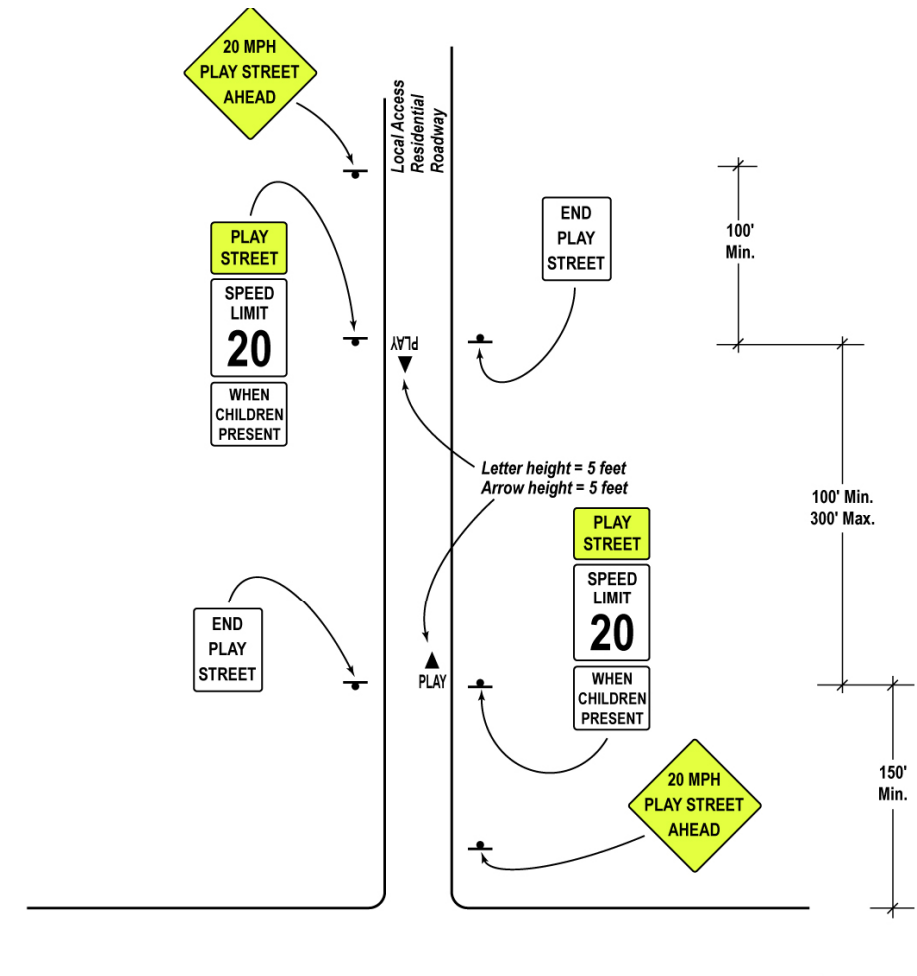 20 MPH
PLAY STREET
AHEAD
Local Access
Residential
Roadway
PLAY
STREET
SPEED
LIMIT
20
WHEN
CHILDREN
PRESENT
END
PLAY
STREET
100'
Min.
PLAY
Letter height = 5 feet
Arrow height = 5 feet
100' Min.
300' Max.
PLAY
STREET
SPEED
LIMIT
20
WHEN
CHILDREN
PRESENT
END
PLAY
STREET
PLAY
20 MPH
PLAY STREET
AHEAD
150'
Min.